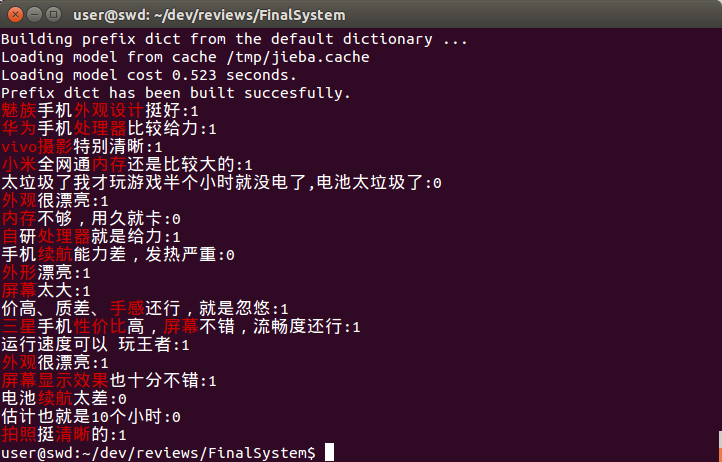 user@swd: ~/dev/reviews/FinalSystem
Building prefix dict from the default dictionary ...
Loading model from cache /tmp/jieba.cache
Loading model cost 0.523 seconds.
Prefix dict has been built succesfully.
魅族手机外观设计挺好:1
华为手机处理器比较给力:1
vivo摄影特别清晰:1
小米全网通内存还是比较大的:1
太垃圾了我才玩游戏半个小时就没电了,电池太垃圾了:0
外观很漂亮:1
内存不够，用久就卡:0
自研处理器就是给力:1
手机续航能力差，发热严重:0
外形漂亮:1
屏幕太大:1
价高、质差、手感还行，就是忽悠:1
三星手机性价比高，屏幕不错，流畅度还行:1
运行速度可以 玩王者:1
外观很漂亮:1
屏幕显示效果也十分不错:1
电池续航太差:0
估计也就是10个小时:0
拍照挺清晰的:1
user@swd:~/dev/reviews/FinalSystem$